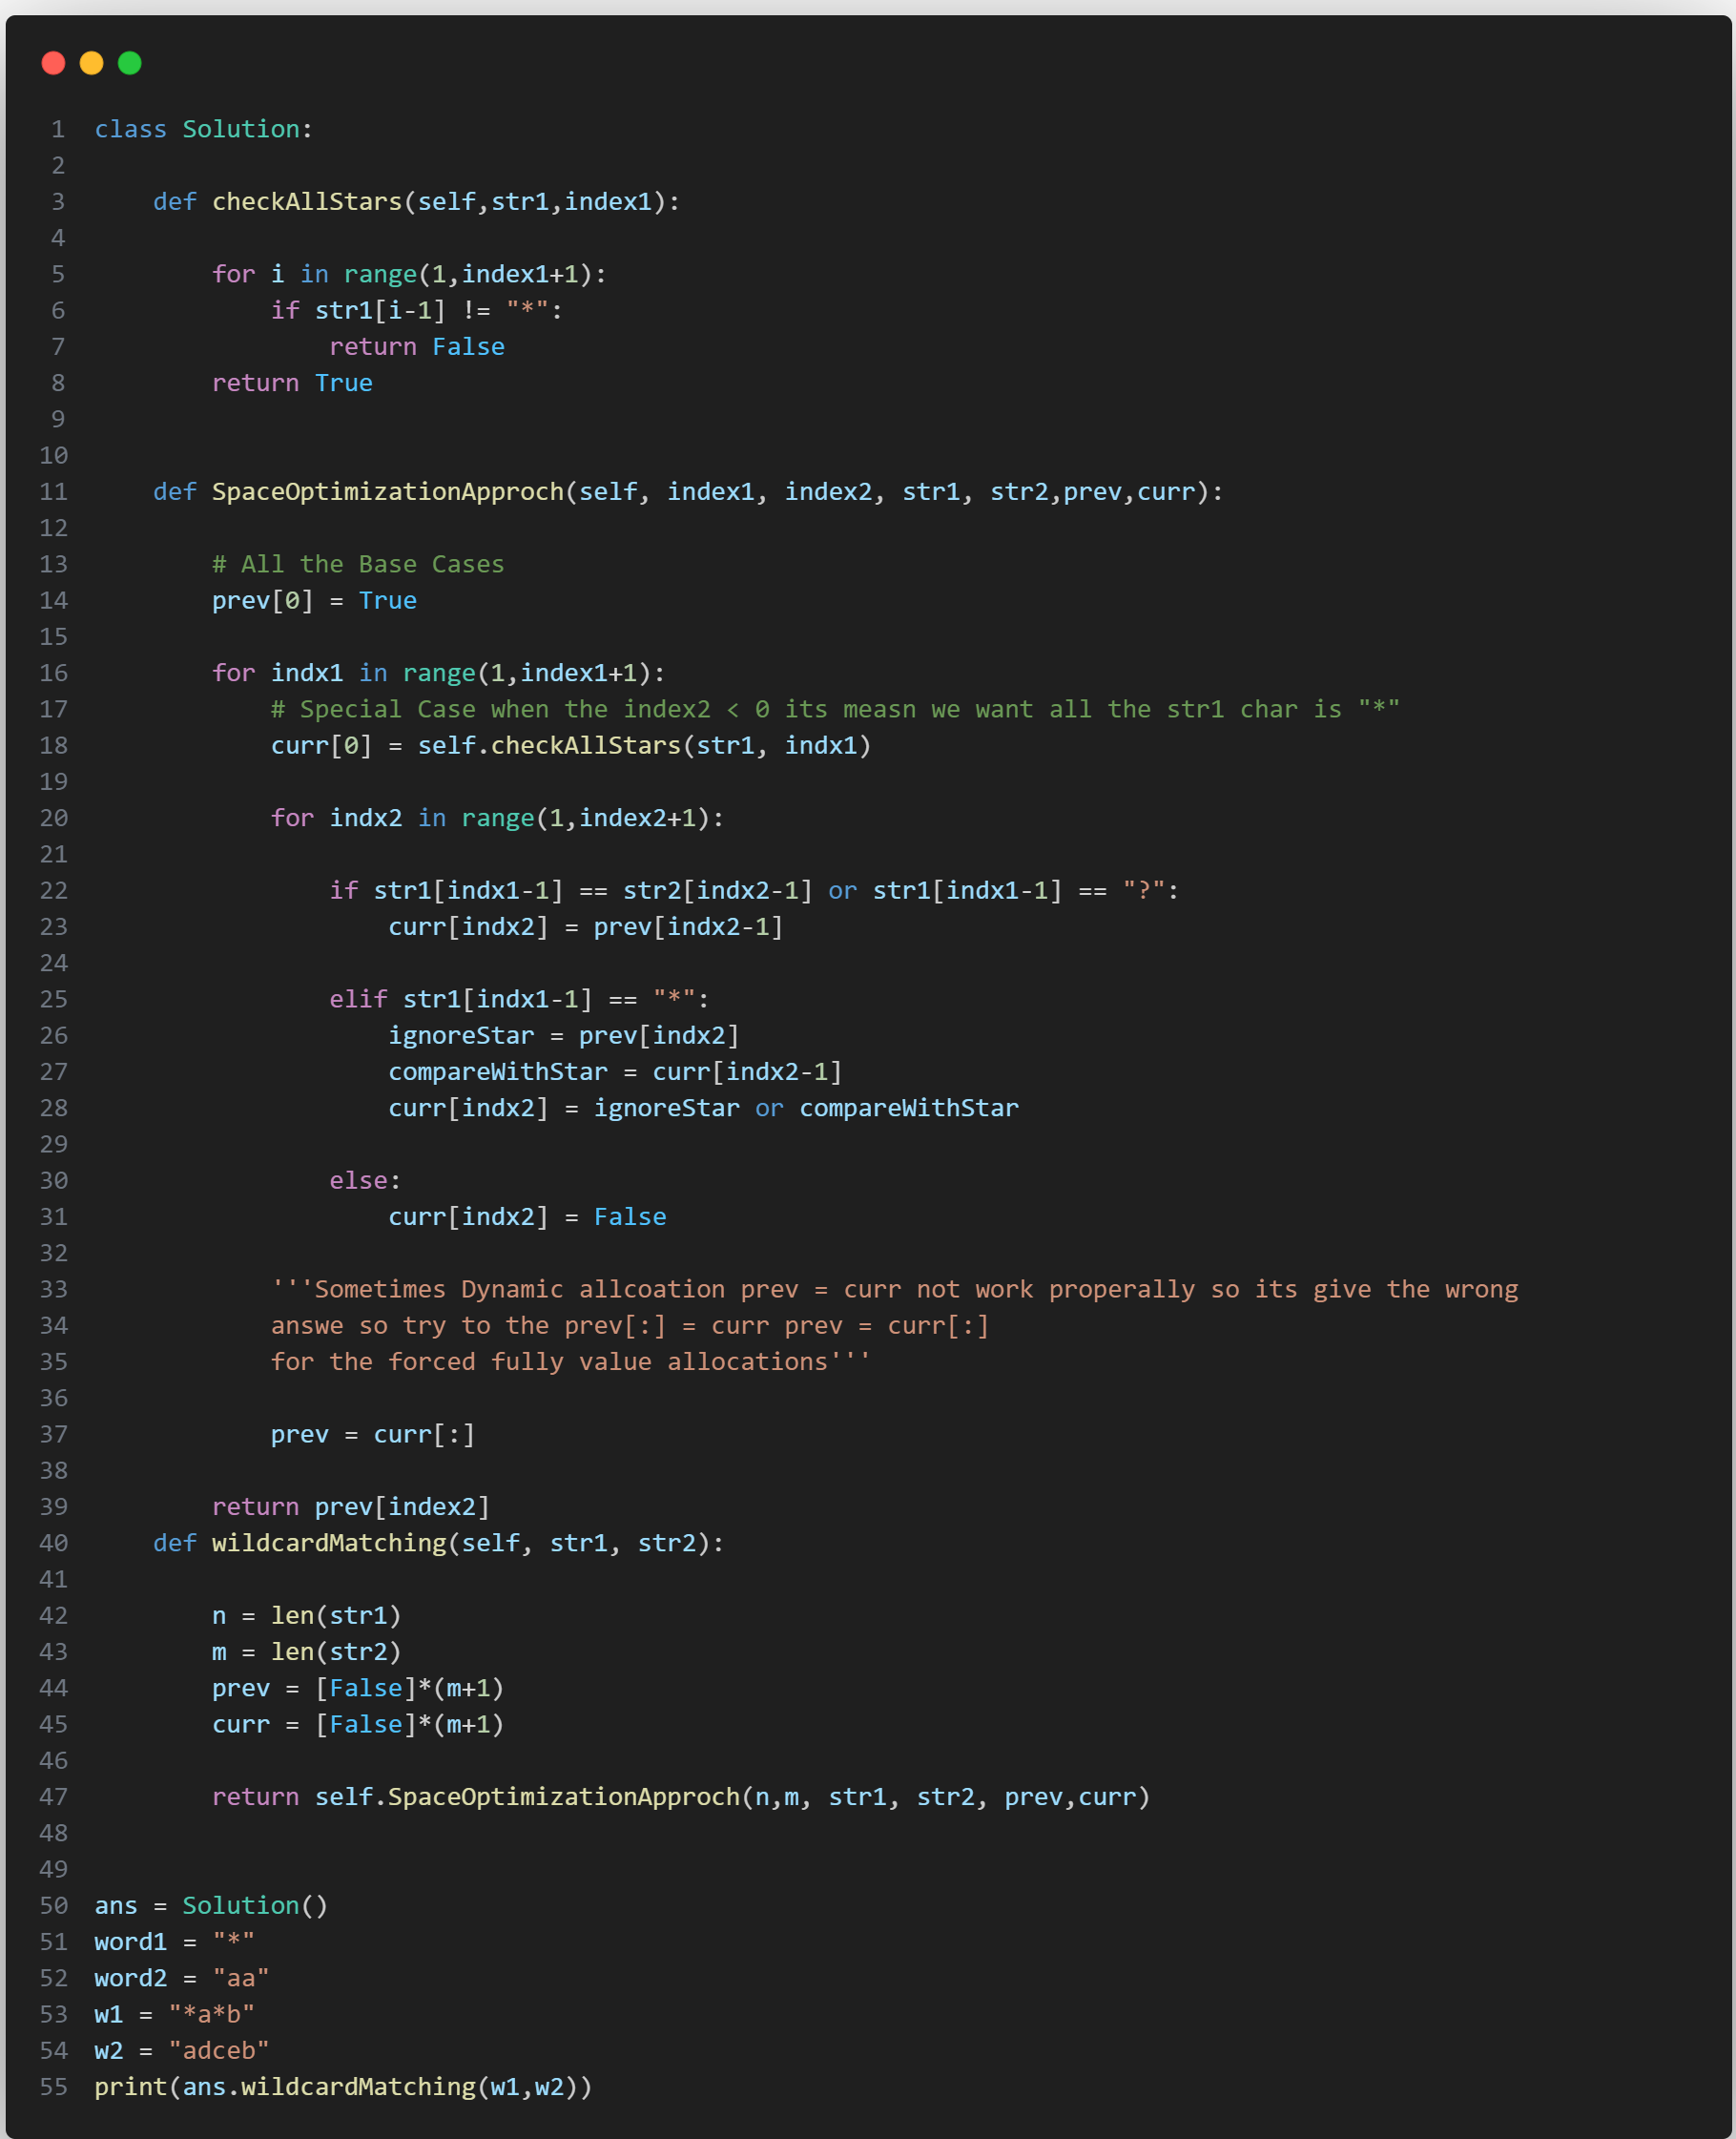 1 class Solution:
2
3     def checkAllStars(self,str1,index1):
4
5         for i in range(1,index1+1):
6             if str1[i-1] != "*":
7                 return False
8         return True
9
10
11     def SpaceOptimizationApproch(self, index1, index2, str1, str2,prev,curr):
12
13         # All the Base Cases
14         prev[0] = True
15
16         for indx1 in range(1,index1+1):
17             # Special Case when the index2 < 0 its measn we want all the str1 char is "*"
18             curr[0] = self.checkAllStars(str1, indx1)
19
20             for indx2 in range(1,index2+1):
21
22                 if str1[indx1-1] == str2[indx2-1] or str1[indx1-1] == "?":
23                     curr[indx2] = prev[indx2-1]
24
25                 elif str1[indx1-1] == "*":
26                     ignoreStar = prev[indx2]
27                     compareWithStar = curr[indx2-1]
28                     curr[indx2] = ignoreStar or compareWithStar
29
30                 else:
31                     curr[indx2] = False
32
33             '''Sometimes Dynamic allcoation prev = curr not work properally so its give the wrong
34             answe so try to the prev[:] = curr prev = curr[:]
35             for the forced fully value allocations'''
36
37             prev = curr[:]
38
39         return prev[index2]
40     def wildcardMatching(self, str1, str2):
41
42         n = len(str1)
43         m = len(str2)
44         prev = [False]*(m+1)
45         curr = [False]*(m+1)
46
47         return self.SpaceOptimizationApproch(n,m, str1, str2, prev,curr)
48
49
50 ans = Solution()
51 word1 = "*"
52 word2 = "aa"
53 w1 = "*a*b"
54 w2 = "adceb"
55 print(ans.wildcardMatching(w1,w2))